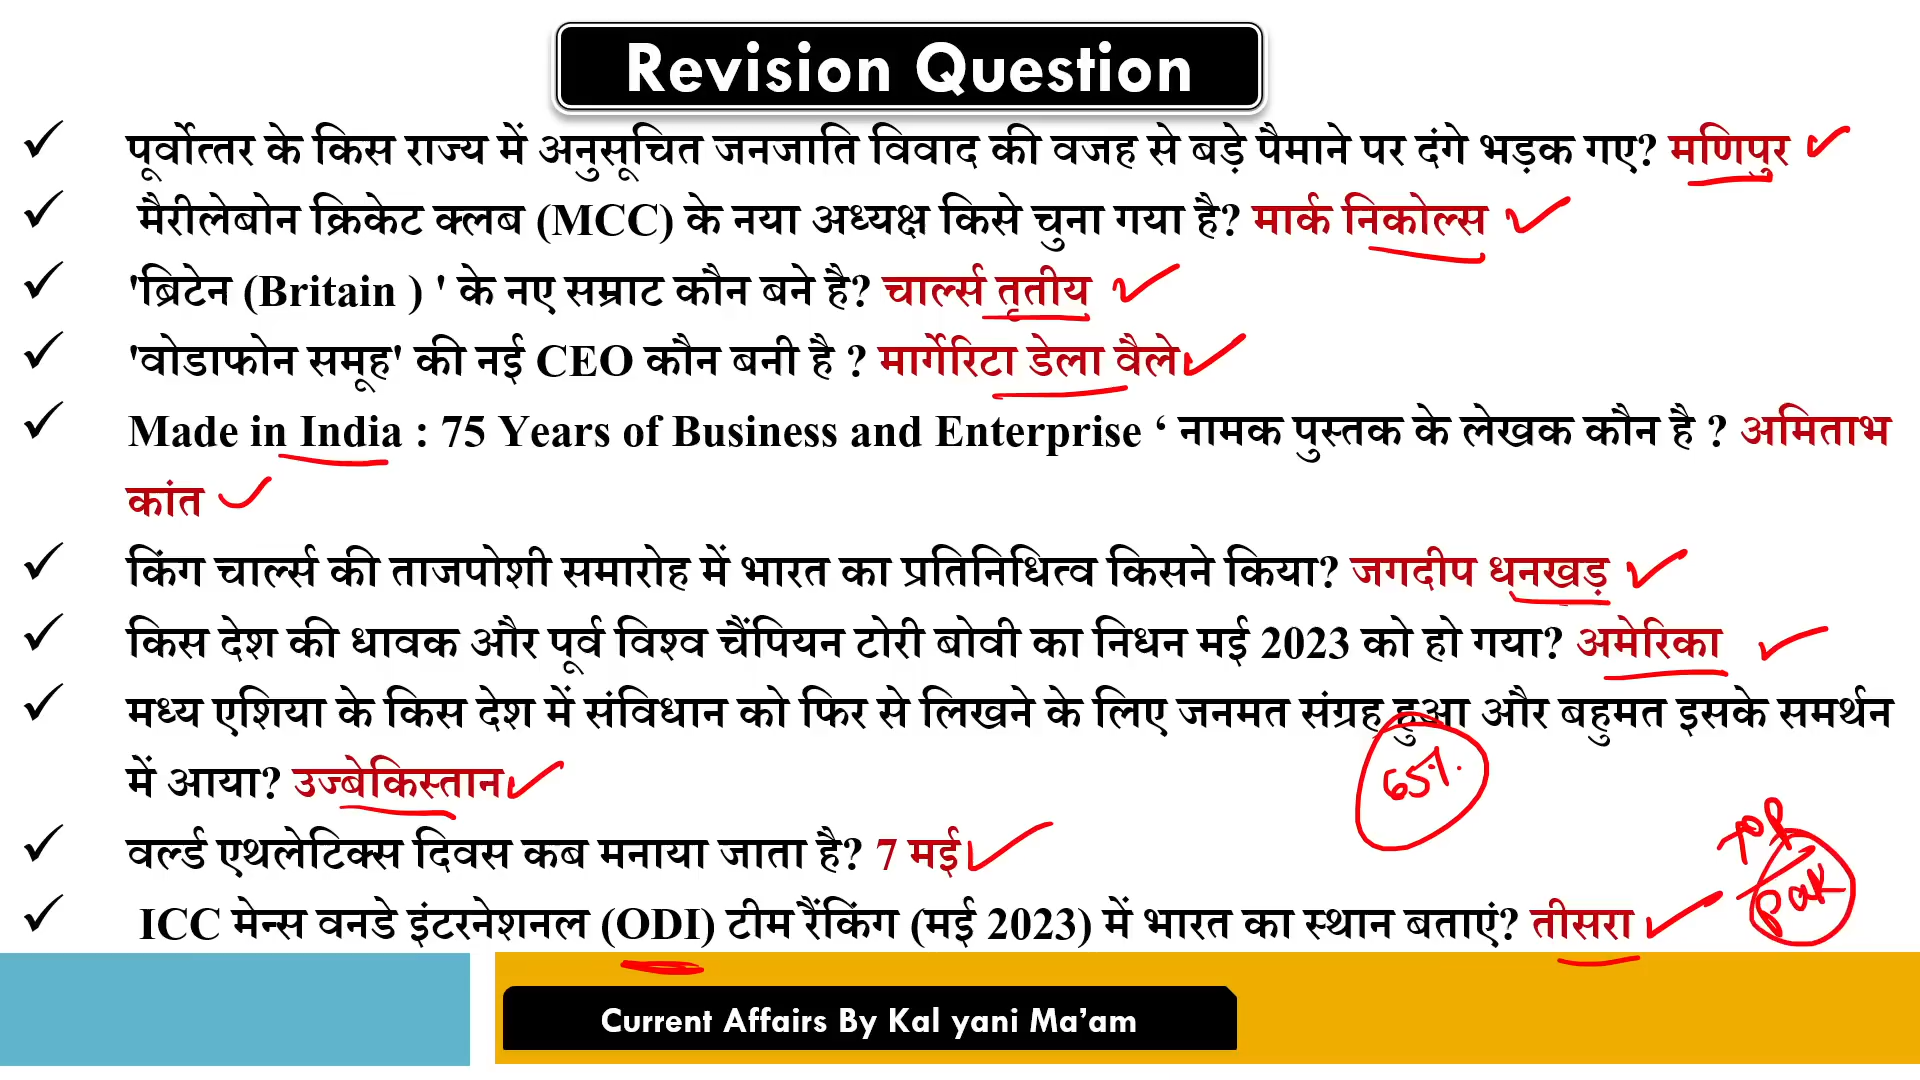 Revision Question
✓ पूर्वोत्तर के किस राज्य में अनुसूचित जनजाति विवाद की वजह से बड़े पैमाने पर दंगे भड़क गए? मणिपुर
✓ मैरीलेबोन क्रिकेट क्लब (MCC) के नया अध्यक्ष किसे चुना गया है? मार्क निकोल्स
✓ 'ब्रिटेन (Britain ) ' के नए सम्राट कौन बने है? चार्ल्स तृतीय
✓ 'वोडाफोन समूह' की नई CEO कौन बनी है ? मार्गेरिटा डेला वैले
✓ Made in India : 75 Years of Business and Enterprise ‘ नामक पुस्तक के लेखक कौन है ? अमिताभ
कांत
✓ किंग चार्ल्स की ताजपोशी समारोह में भारत का प्रतिनिधित्व किसने किया? जगदीप धनखड़
✓ किस देश की धावक और पूर्व विश्व चैंपियन टोरी बोवी का निधन मई 2023 को हो गया? अमेरिका
✓ मध्य एशिया के किस देश में संविधान को फिर से लिखने के लिए जनमत संग्रह हुआ और बहुमत इसके समर्थन
में आया? उज्बेकिस्तान
65%
✓ वर्ल्ड एथलेटिक्स दिवस कब मनाया जाता है? 7 मई
Top
Pak
✓ ICC मेन्स वनडे इंटरनेशनल (ODI) टीम रैंकिंग (मई 2023) में भारत का स्थान बताएं? तीसरा
Current Affairs By Kal yani Ma’am